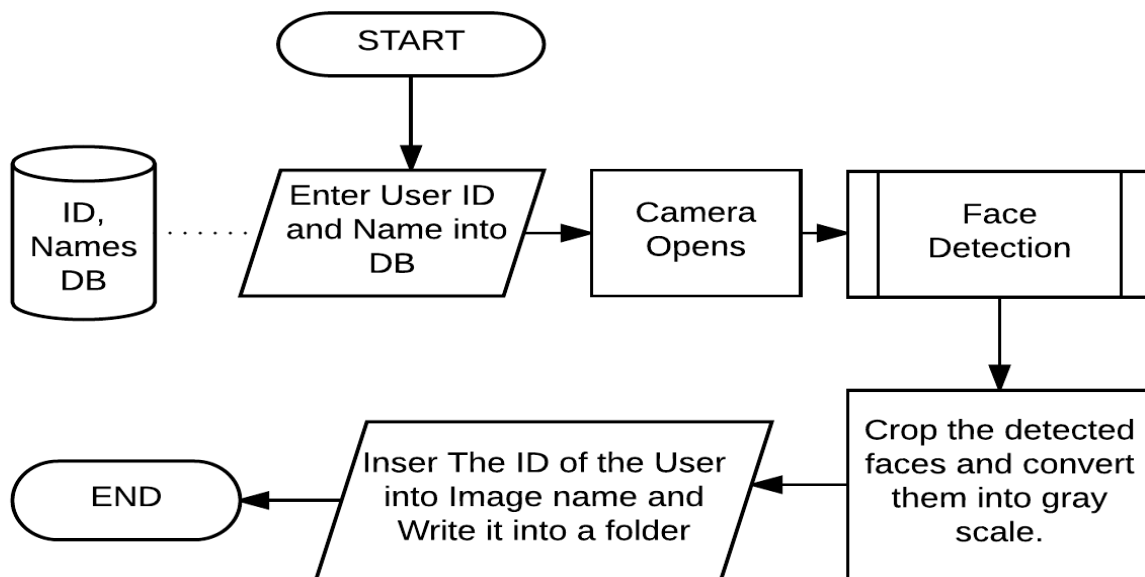 START
ID,
Names
DB
Enter User ID
and Name into
DB
Camera
Opens
Face
Detection
Crop the detected
faces and convert
them into gray
scale.
Inser The ID of the User
into Image name and
Write it into a folder
END